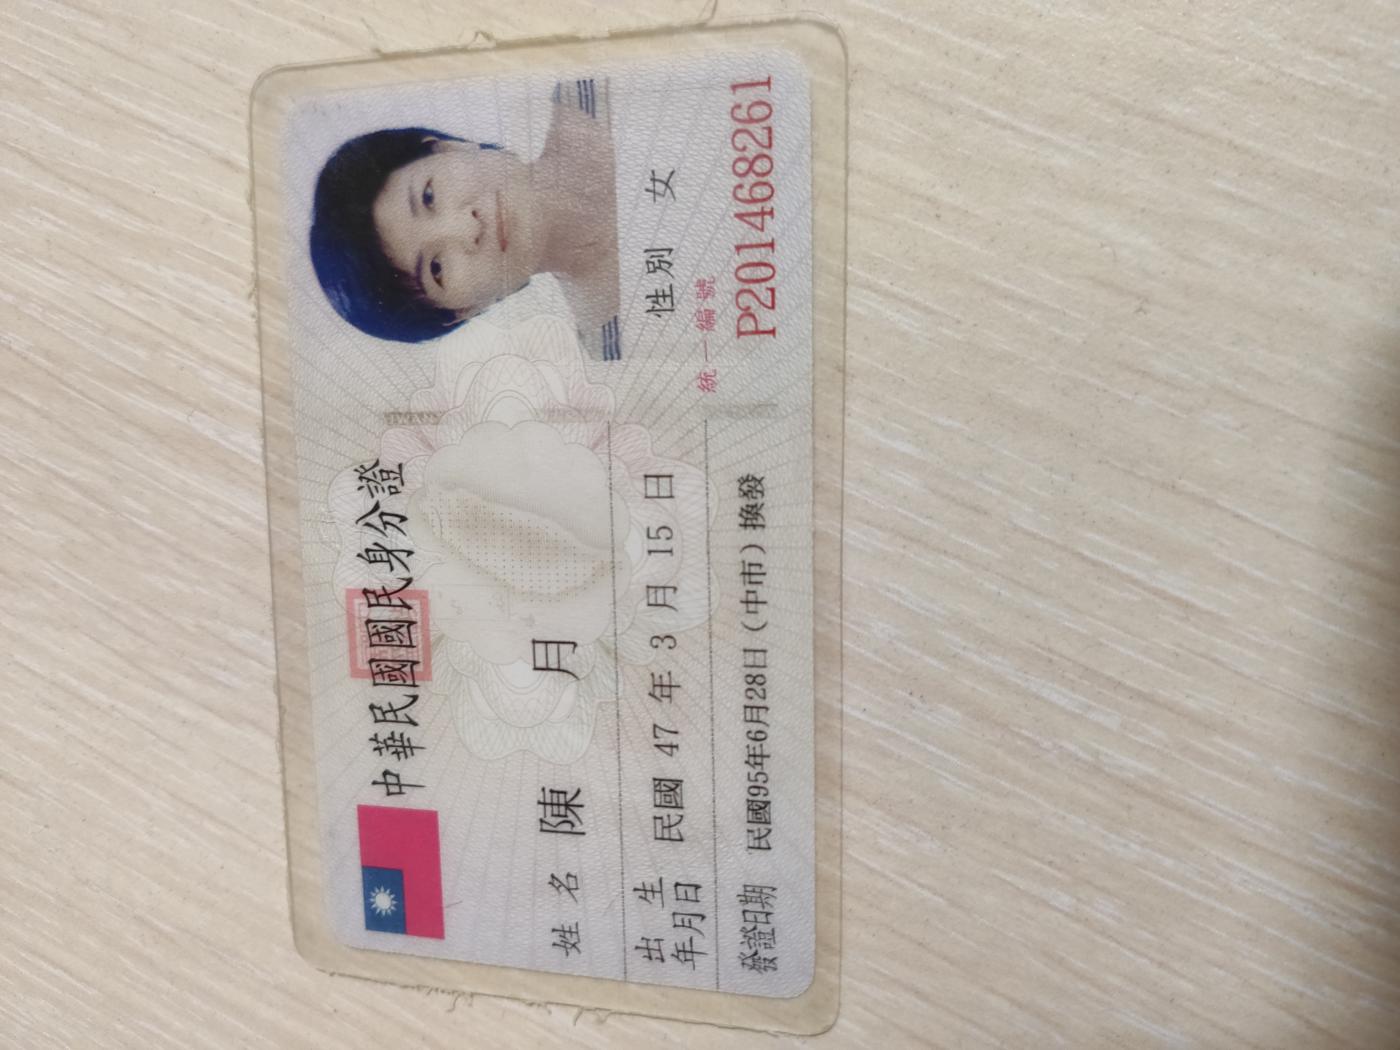 中華民國國民身分證
姓名 陳 月
出生年月日 民國 47 年 3 月 15 日
性別 女
發證日期 民國95年6月28日（中市）換發
統一編號
P201468261